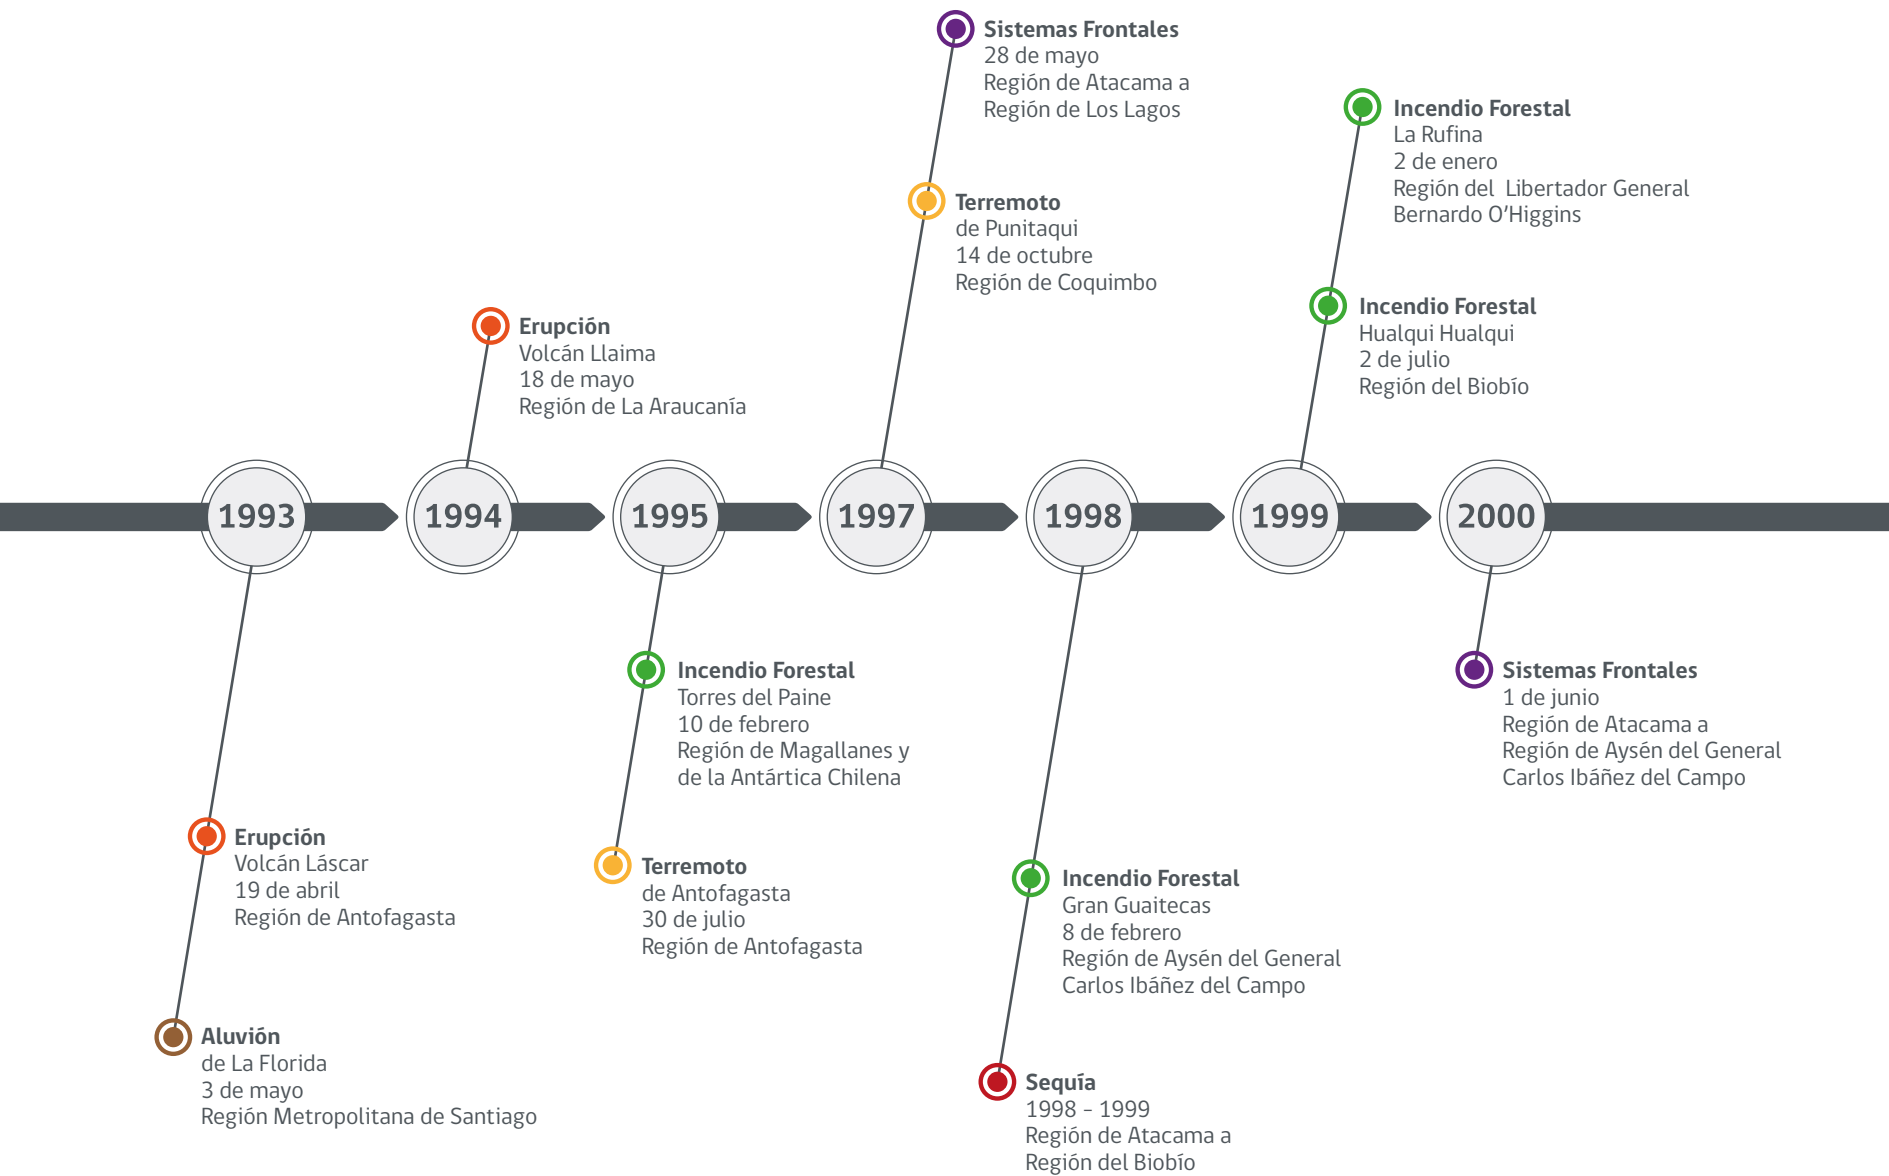 Sistemas Frontales
28 de mayo
Región de Atacama a
Región de Los Lagos
Incendio Forestal
La Rufina
2 de enero
Región del Libertador General
Bernardo O'Higgins
Terremoto
de Punitaqui
14 de octubre
Región de Coquimbo
Incendio Forestal
Hualqui Hualqui
2 de julio
Región del Biobío
Erupción
Volcán Llaima
18 de mayo
Región de La Araucanía
1993
1994
1995
1997
1998
1999
2000
Incendio Forestal
Torres del Paine
10 de febrero
Región de Magallanes y
de la Antártica Chilena
Sistemas Frontales
1 de junio
Región de Atacama a
Región de Aysén del General
Carlos Ibáñez del Campo
Erupción
Volcán Láscar
19 de abril
Región de Antofagasta
Terremoto
de Antofagasta
30 de julio
Región de Antofagasta
Incendio Forestal
Gran Guaitecas
8 de febrero
Región de Aysén del General
Carlos Ibáñez del Campo
Aluvión
de La Florida
3 de mayo
Región Metropolitana de Santiago
Sequía
1998 – 1999
Región de Atacama a
Región del Biobío